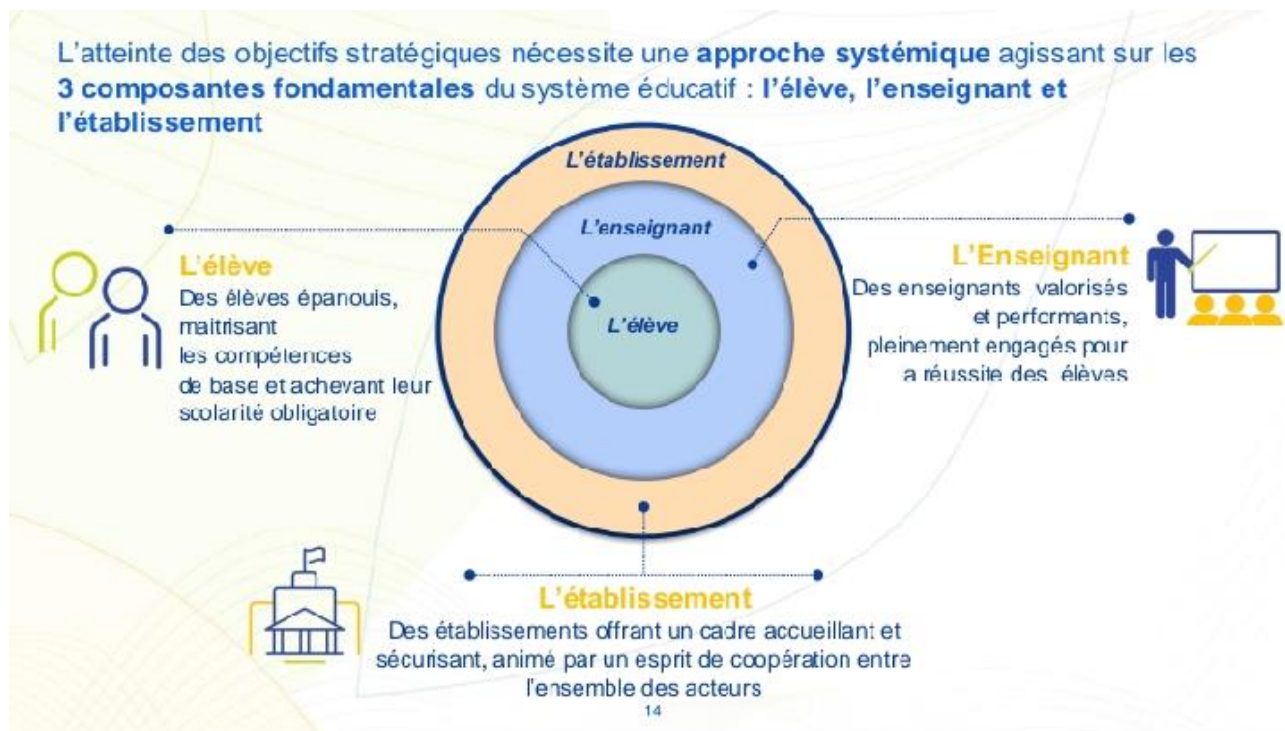 L'atteinte des objectifs stratégiques nécessite une approche systémique agissant sur les
3 composantes fondamentales du système éducatif : l'élève, l'enseignant et
l'établissement
L'établissement
L'enseignant
L'élève
L'élève
Des élèves épanouis,
maitrisant
les compétences
de base et achevant leur
scolarité obligatoire
L'Enseignant
Des enseignants valorisés
et performants,
pleinement engagés pour
a réussite des élèves
L'établissement
Des établissements offrant un cadre accueillant et
sécurisant, animé par un esprit de coopération entre
l'ensemble des acteurs
14